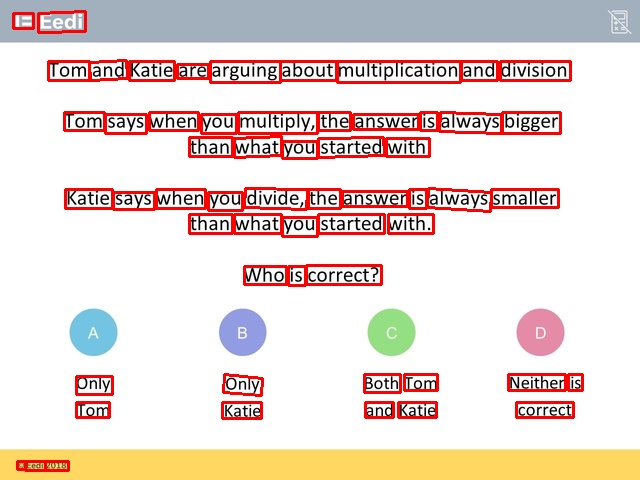 Eedi
Tom and Katie are arguing about multiplication and division
Tom says when you multiply, the answer is always bigger
than what you started with
Katie says when you divide, the answer is always smaller
than what you started with.
Who is correct?
A B C D
Only Only Both Tom Neither is
Tom Katie and Katie correct
© Eedi 2018